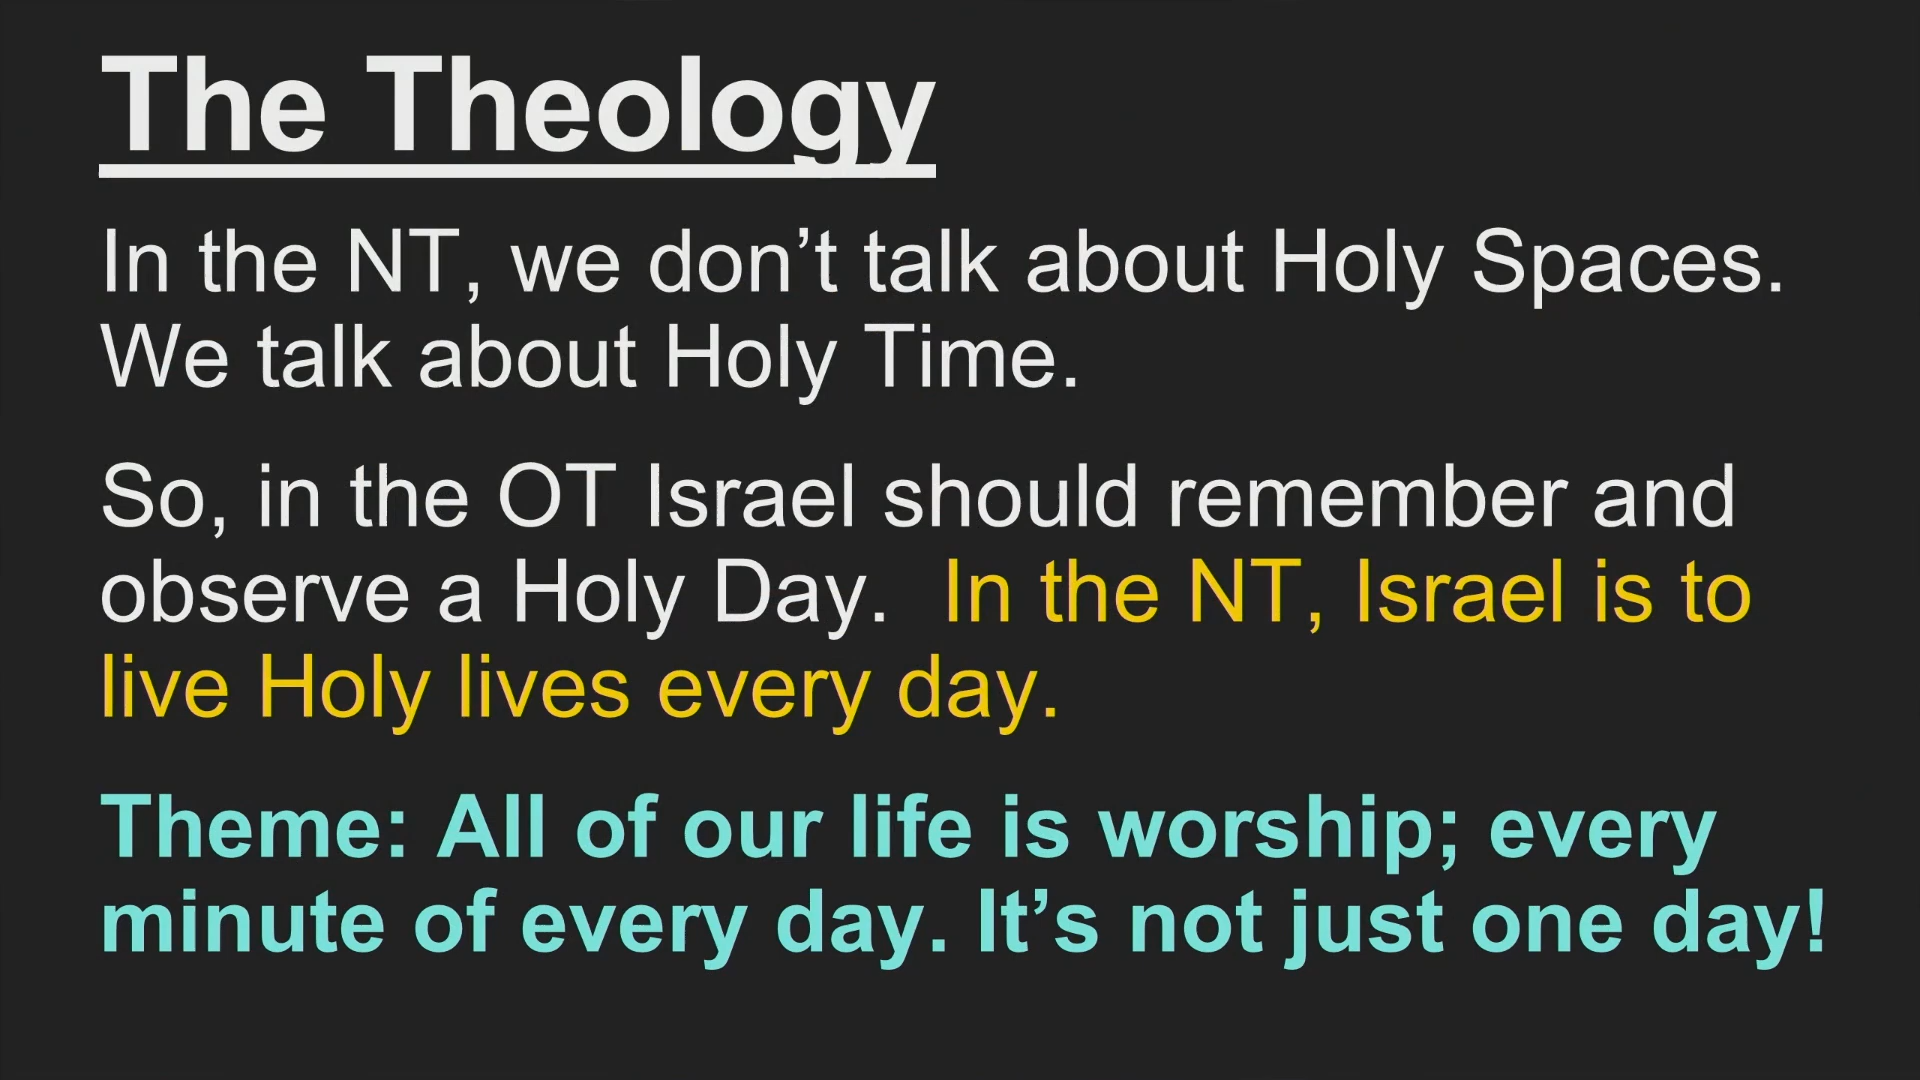 The Theology
In the NT, we don’t talk about Holy Spaces.
We talk about Holy Time.
So, in the OT Israel should remember and
observe a Holy Day.  In the NT, Israel is to
live Holy lives every day.
Theme: All of our life is worship; every
minute of every day. It’s not just one day!